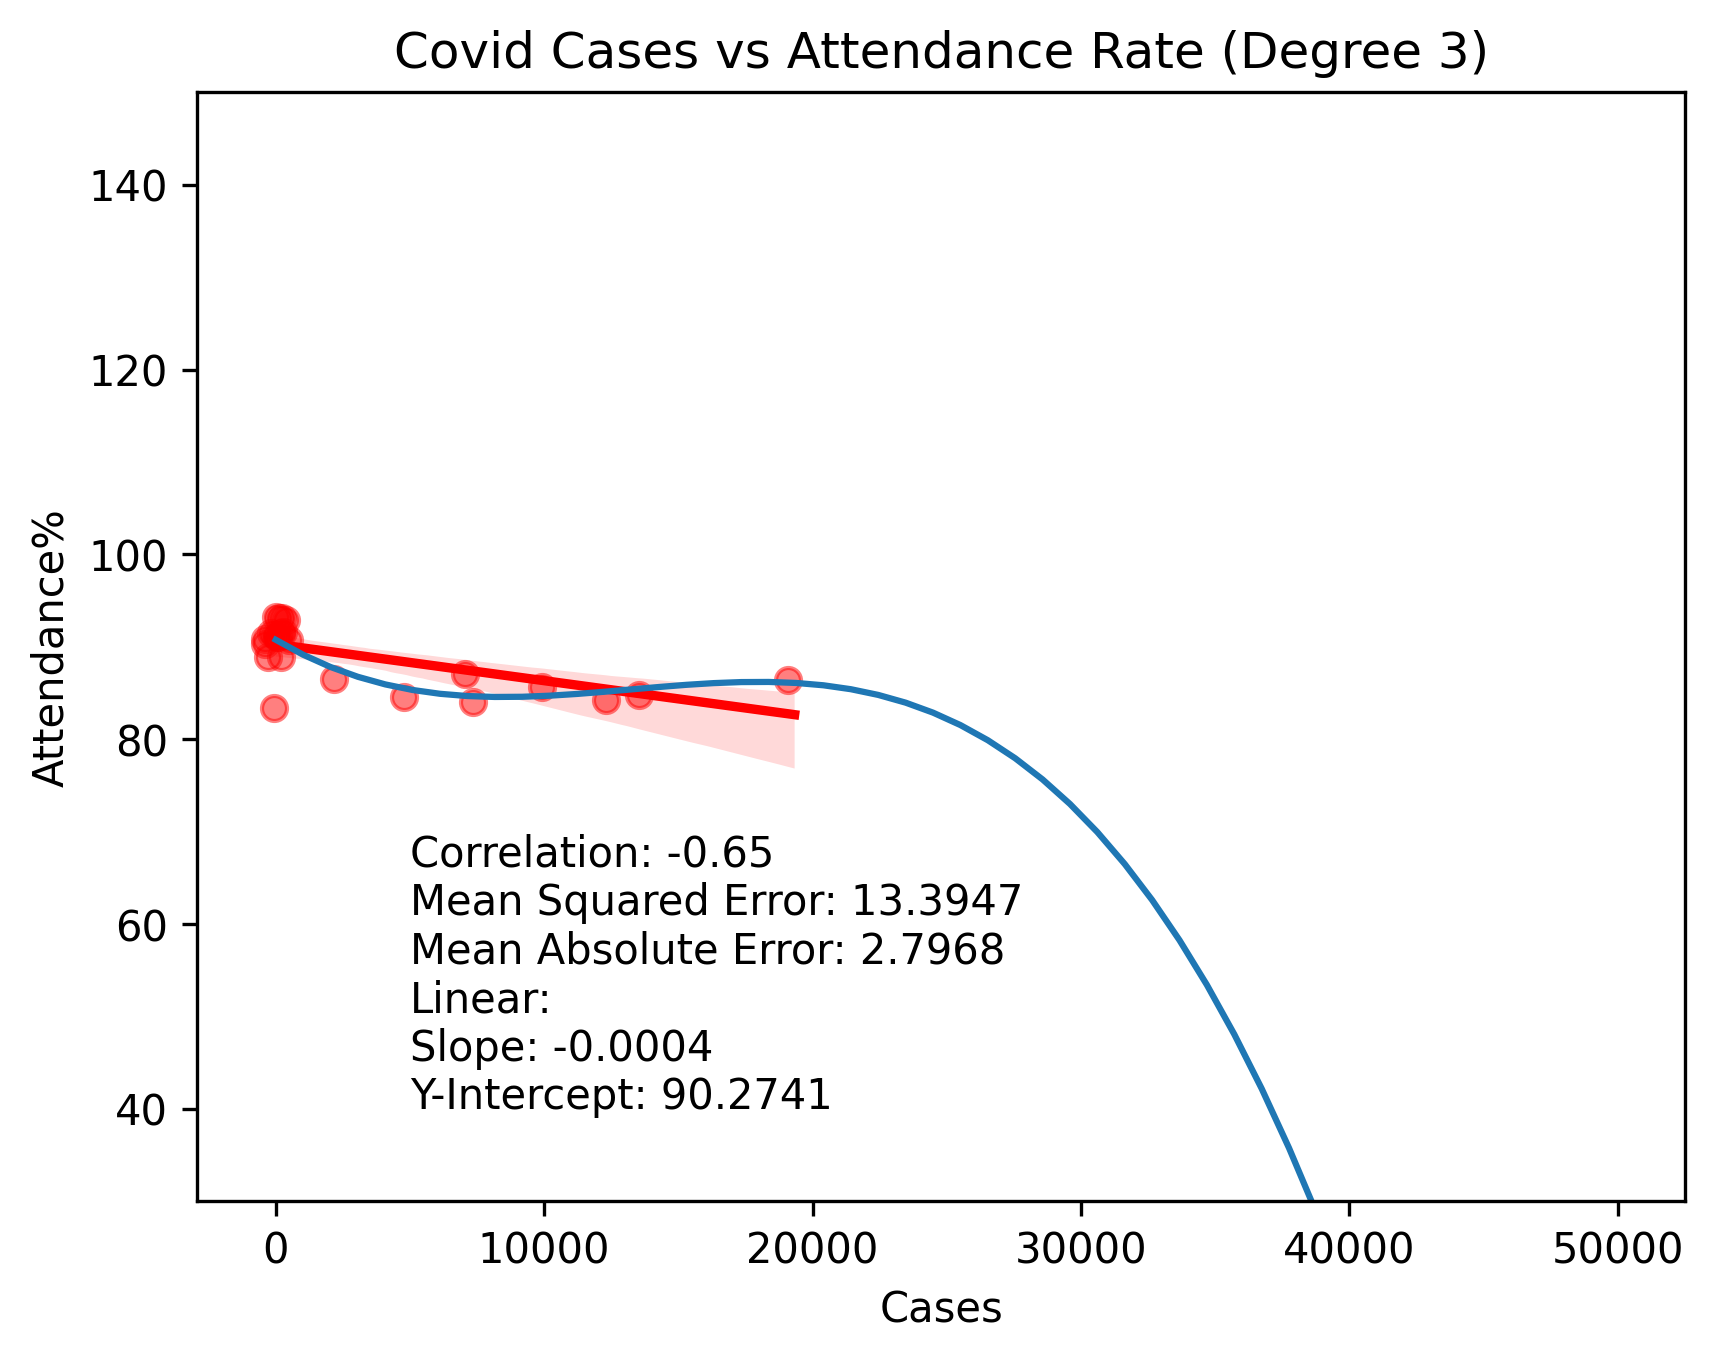 Covid Cases vs Attendance Rate (Degree 3)
140
120
100
80
60
40
Attendance%
Correlation: -0.65
Mean Squared Error: 13.3947
Mean Absolute Error: 2.7968
Linear:
Slope: -0.0004
Y-Intercept: 90.2741
0 10000 20000 30000 40000 50000
Cases